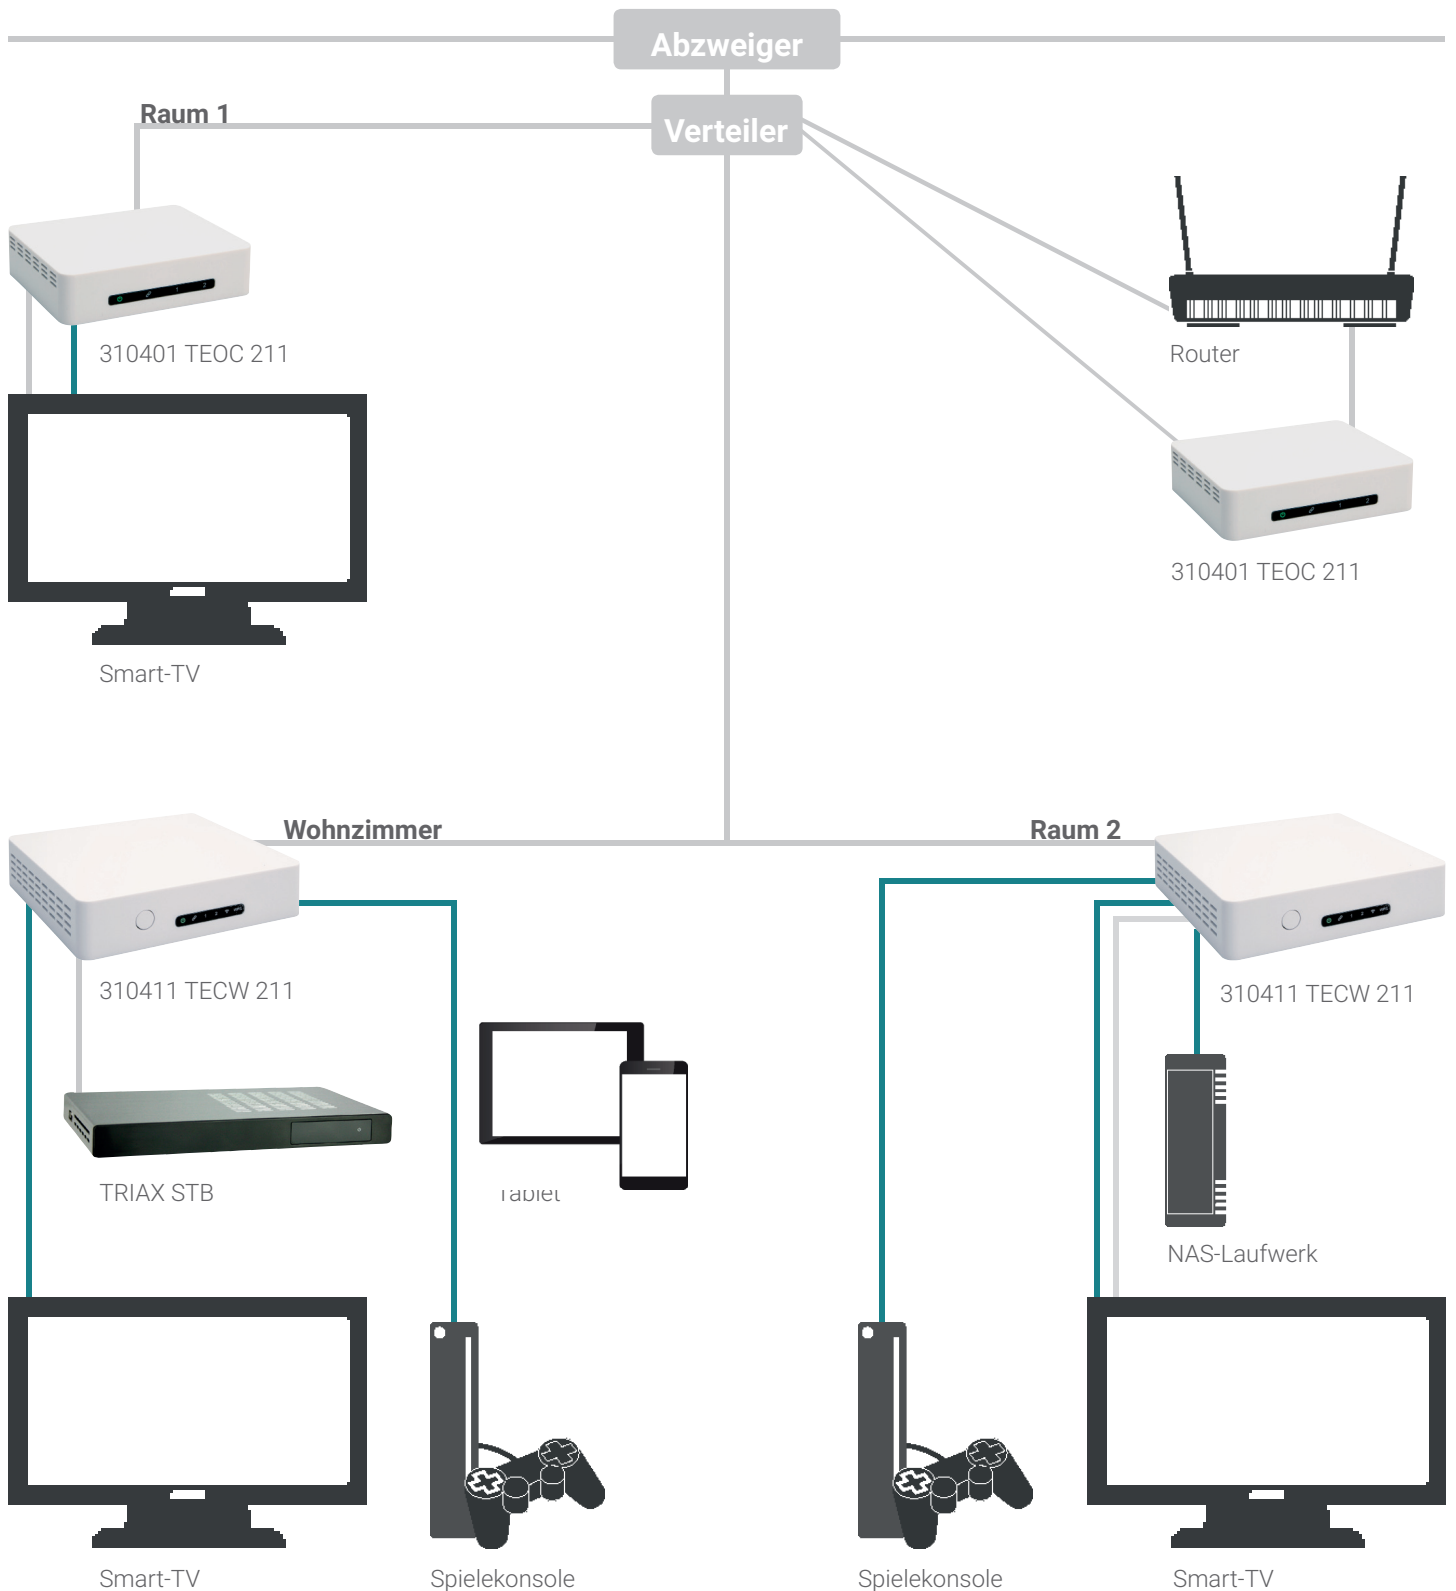 Abzweiger
Raum 1
Verteiler
310401 TEOC 211
Router
310401 TEOC 211
Smart-TV
Wohnzimmer
Raum 2
310411 TECW 211
310411 TECW 211
TRIAX STB
Tablet
NAS-Laufwerk
Smart-TV
Spielekonsole
Spielekonsole
Smart-TV